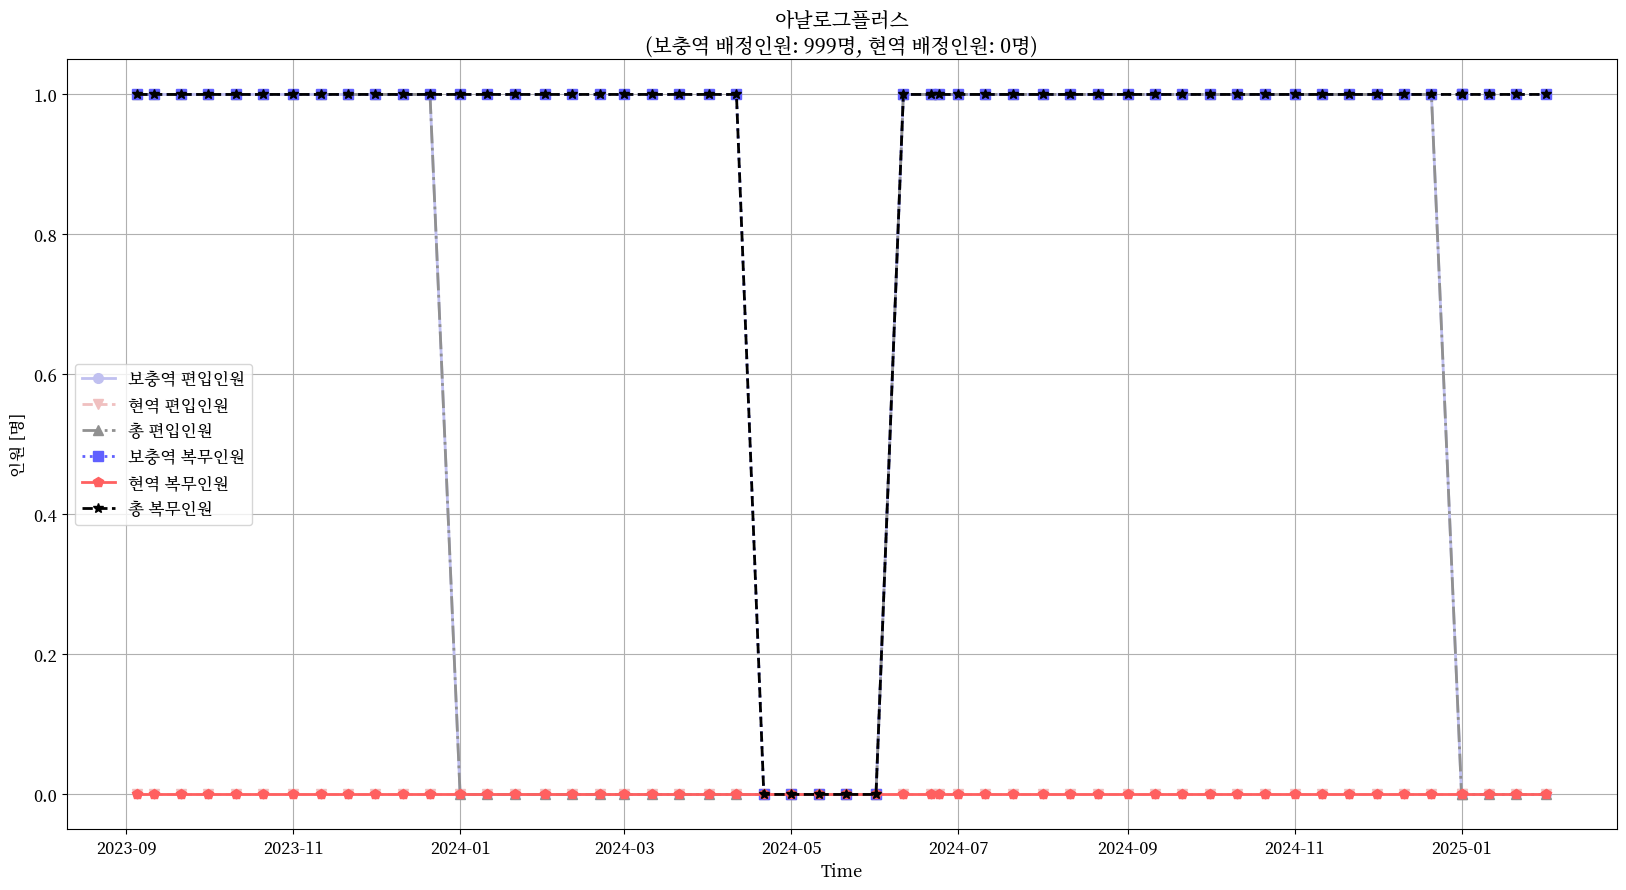 아날로그플러스
(보충역 배정인원: 999명, 현역 배정인원: 0명)
인원 [명]
1.0
0.8
0.6
0.4
0.2
0.0
보충역 편입인원
현역 편입인원
총 편입인원
보충역 복무인원
현역 복무인원
총 복무인원
2023-09 2023-11 2024-01 2024-03 2024-05 2024-07 2024-09 2024-11 2025-01
Time